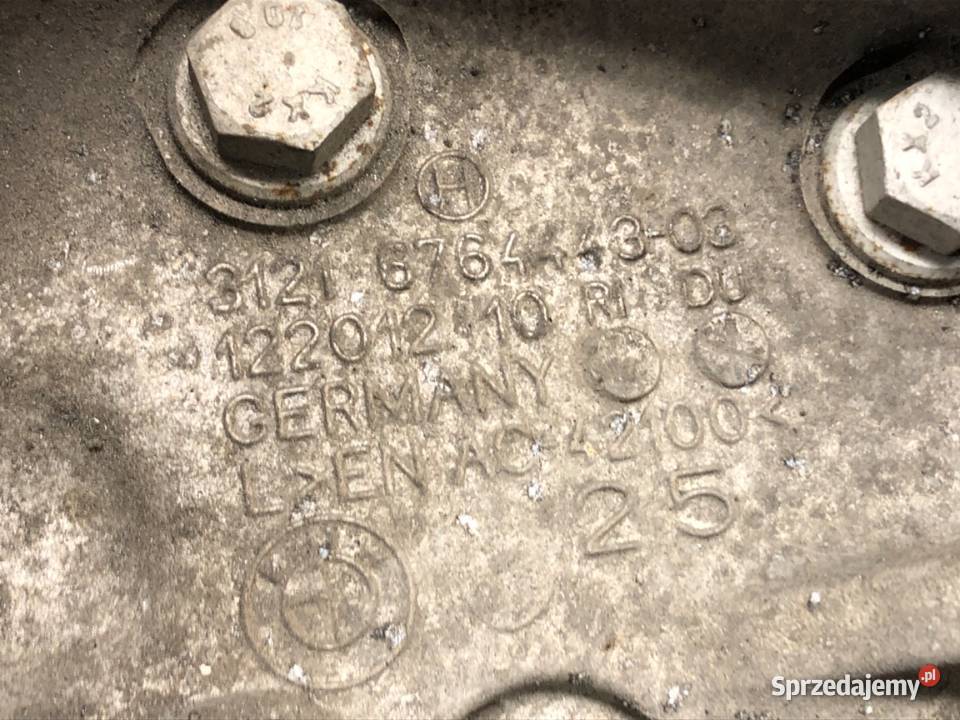 H
3121 6764443-03
122012 10 RI DU
GERMANY
L>EN AC-42100<
25
Sprzedajemy.pl